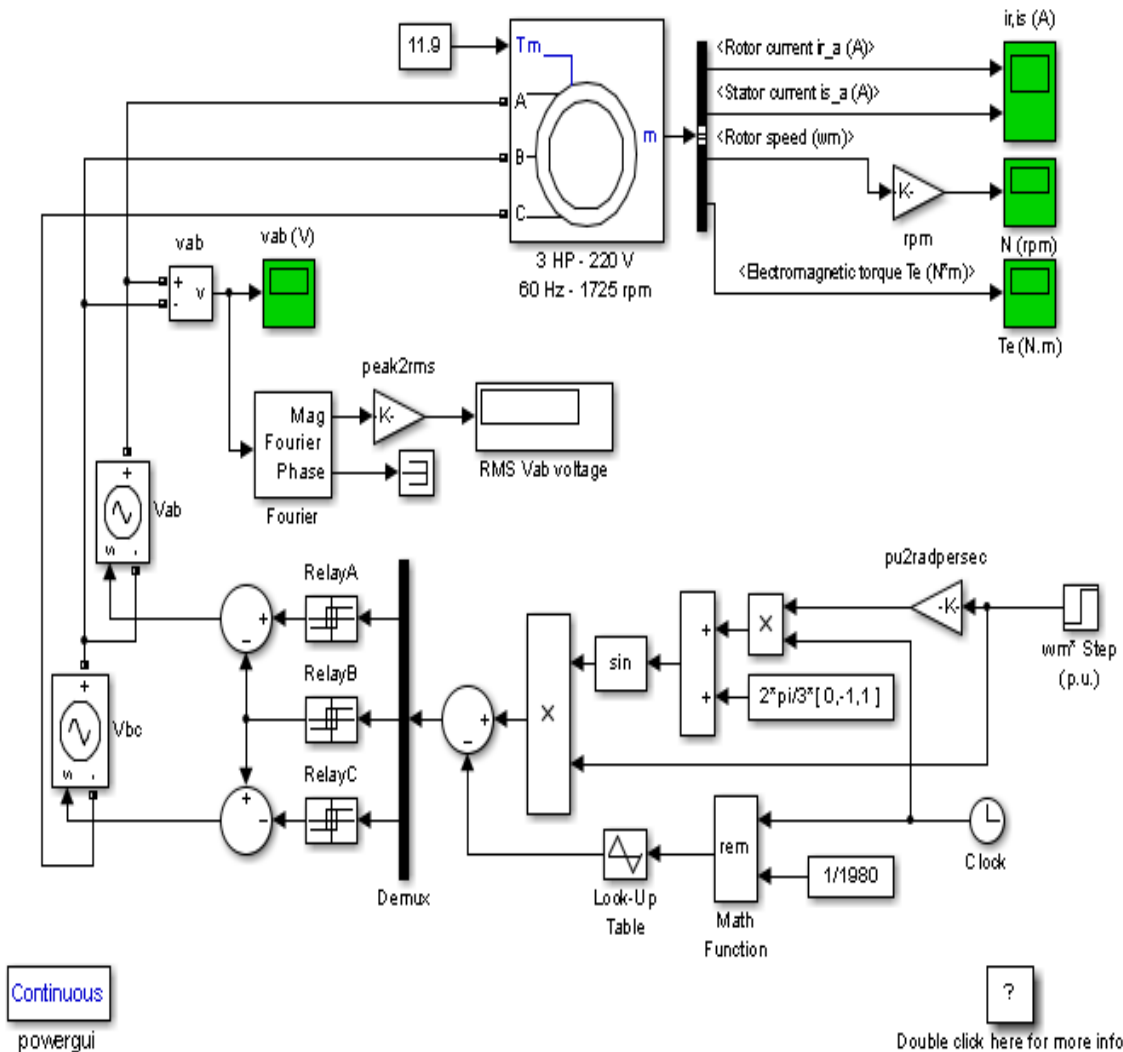 ir,is (A)
11.9
Tm
A
B
C
m
<Rotor current ir_a (A)>
<Stator current is_a (A)>
<Rotor speed (wm)>
-K-
rpm
N (rpm)
<Electromagnetic torque Te (N*m)>
Te (N.m)
3 HP - 220 V
60 Hz - 1725 rpm
vab
+
-
v
vab (V)
peak2rms
-K-
Mag
Fourier
Phase
Fourier
RMS Vab voltage
+
s
-
Vab
+
s
-
Vbc
RelayA
RelayB
RelayC
+
-
+
-
Demux
+
-
X
sin
+
+
X
2*pi/3*[ 0,-1,1 ]
pu2radpersec
-K-
wm* Step
(p.u.)
Clock
rem
1/1980
Look-Up
Table
Math
Function
Continuous
powergui
?
Double click here for more info